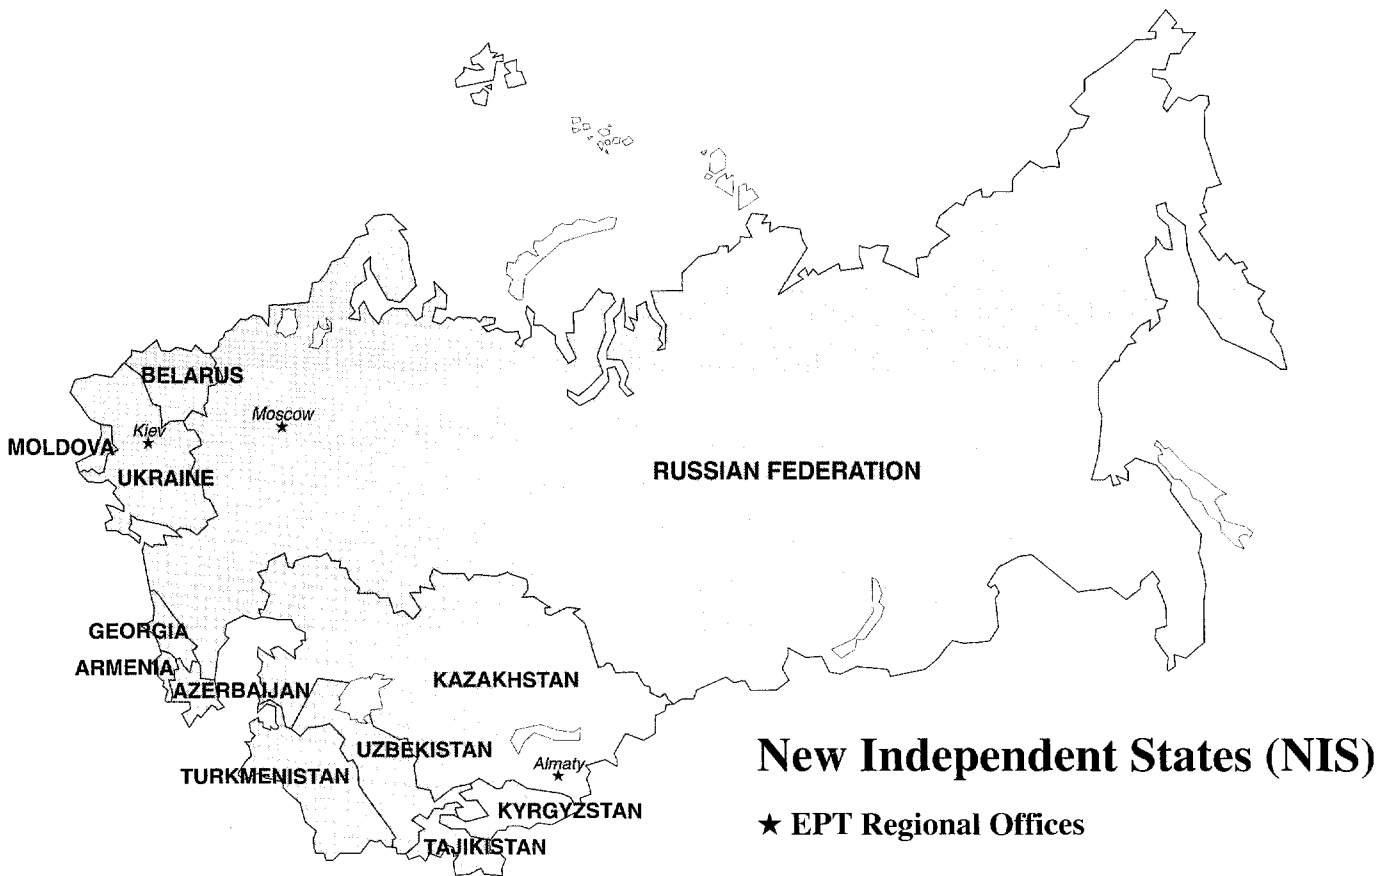 BELARUS
Moscow
Kiev
MOLDOVA
UKRAINE
RUSSIAN FEDERATION
GEORGIA
ARMENIA
AZERBAIJAN
KAZAKHSTAN
UZBEKISTAN
Almaty
TURKMENISTAN
KYRGYZSTAN
TAJIKISTAN
New Independent States (NIS)
★ EPT Regional Offices